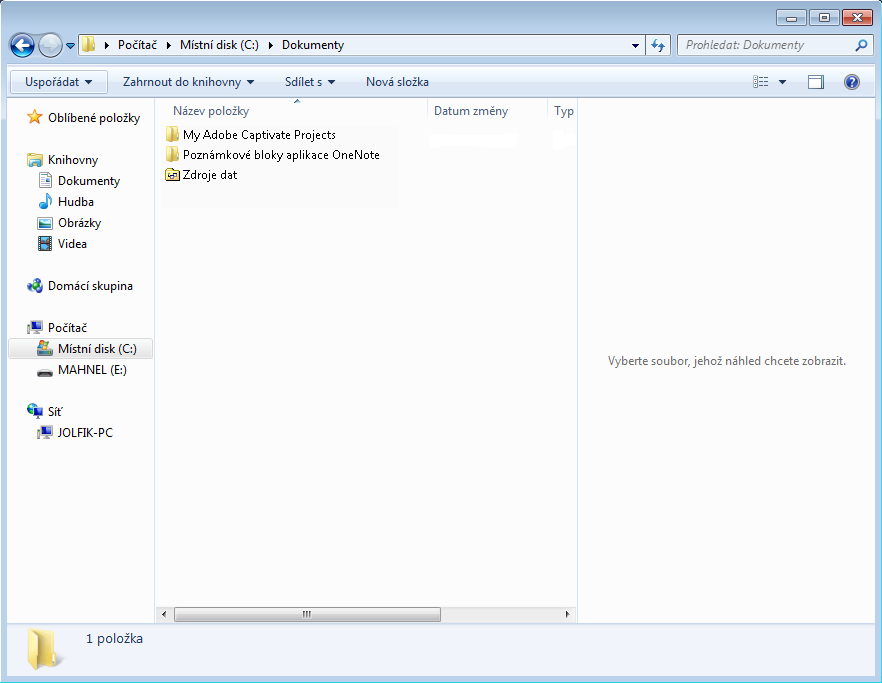 Počítač Místní disk (C:) Dokumenty
Prohledat: Dokumenty
Uspořádat Zahrnout do knihovny Sdílet s Nová složka
Oblíbené položky
Knihovny
Dokumenty
Hudba
Obrázky
Videa
Domácí skupina
Počítač
Místní disk (C:)
MAHNEL (E:)
Síť
JOLFIK-PC
Název položky Datum změny Typ
My Adobe Captivate Projects
Poznámkové bloky aplikace OneNote
Zdroje dat
Vyberte soubor, jehož náhled chcete zobrazit.
1 položka